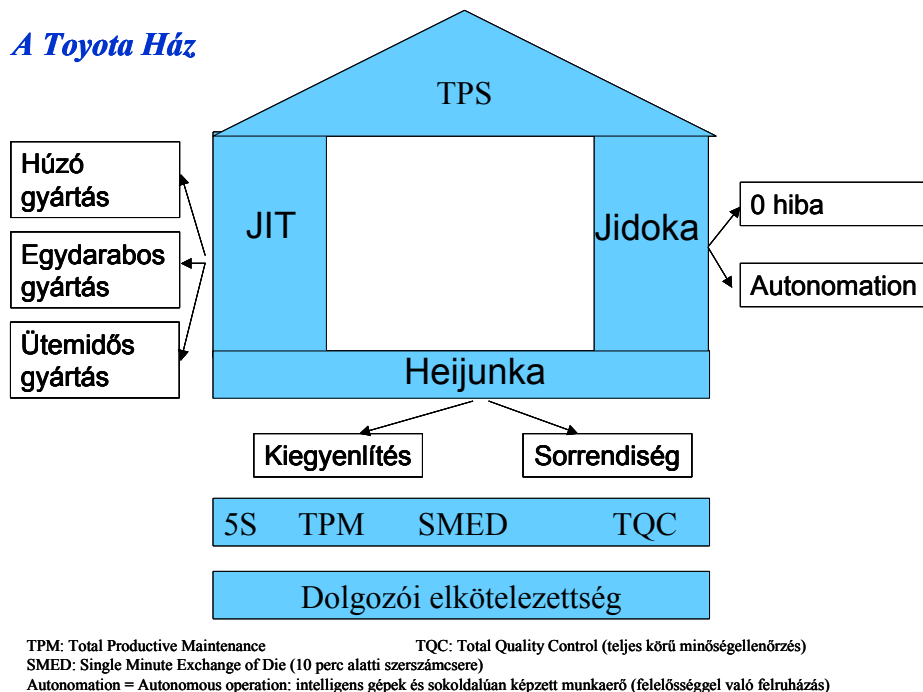 A Toyota Ház
TPS
Húzó
gyártás
Egydarabos
gyártás
Ütemidős
gyártás
JIT
Jidoka
0 hiba
Autonomation
Heijunka
Kiegyenlítés
Sorrendiség
5S TPM SMED TQC
Dolgozói elkötelezettség
TPM: Total Productive Maintenance TQC: Total Quality Control (teljes körű minőségellenőrzés)
SMED: Single Minute Exchange of Die (10 perc alatti szerszámcsere)
Autonomation = Autonomous operation: intelligens gépek és sokoldalúan képzett munkaerő (felelősséggel való felruházás)